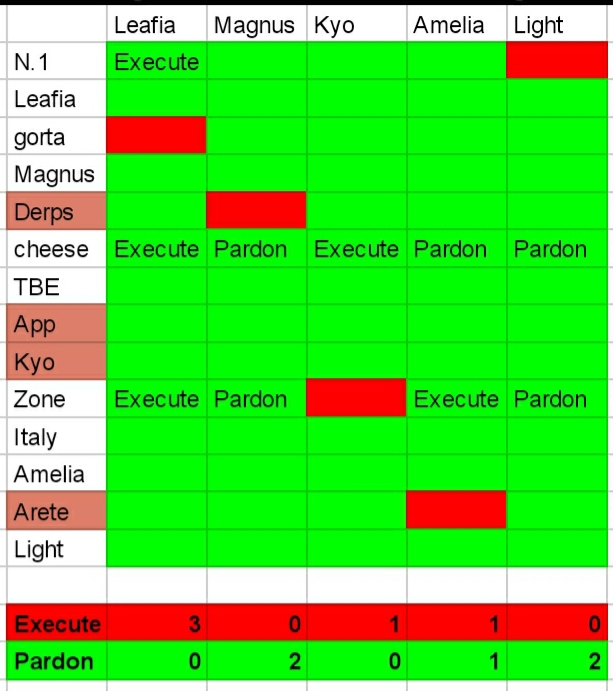 Leafia Magnus Kyo Amelia Light
N.1 Execute
Leafia
gorta
Magnus
Derps
cheese Execute Pardon Execute Pardon Pardon
TBE
App
Kyo
Zone Execute Pardon Execute Pardon
Italy
Amelia
Arete
Light
Execute 3 0 1 1 0
Pardon 0 2 0 1 2